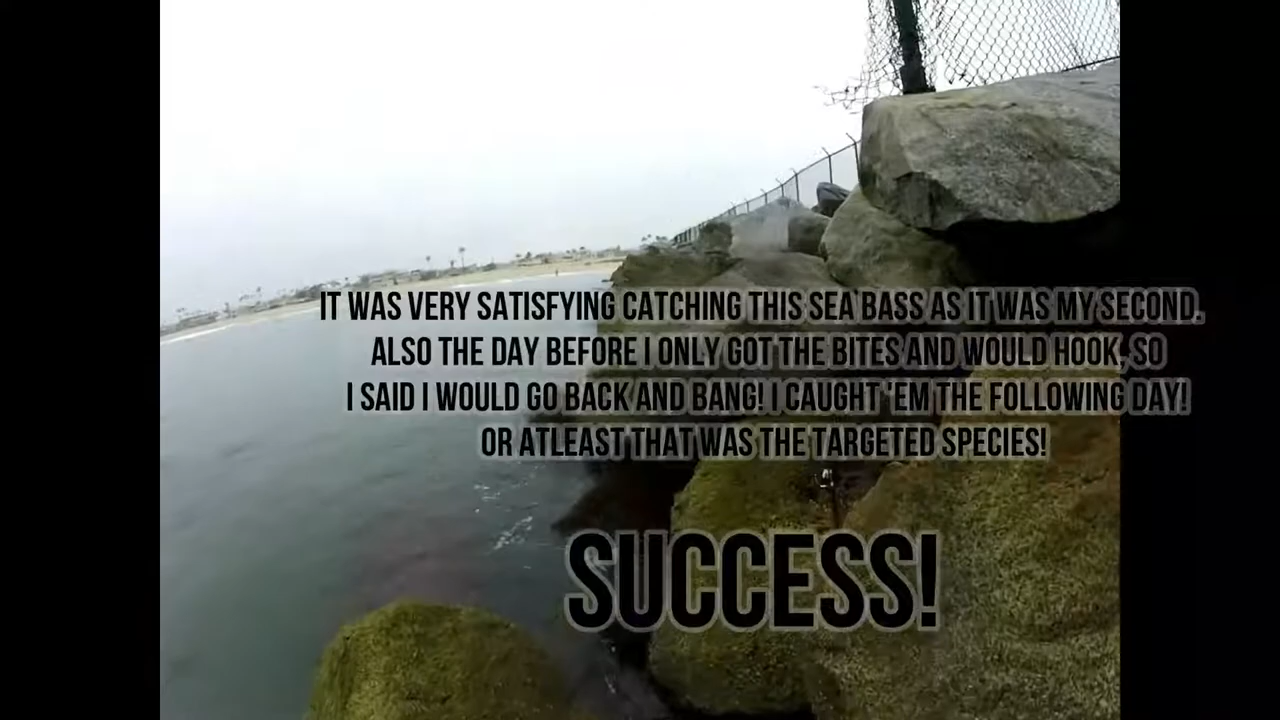 IT WAS VERY SATISFYING CATCHING THIS SEA BASS AS IT WAS MY SECOND.
ALSO THE DAY BEFORE I ONLY GOT THE BITES AND WOULD HOOK, SO
I SAID I WOULD GO BACK AND BANG! I CAUGHT 'EM THE FOLLOWING DAY!
OR ATLEAST THAT WAS THE TARGETED SPECIES!
SUCCESS!